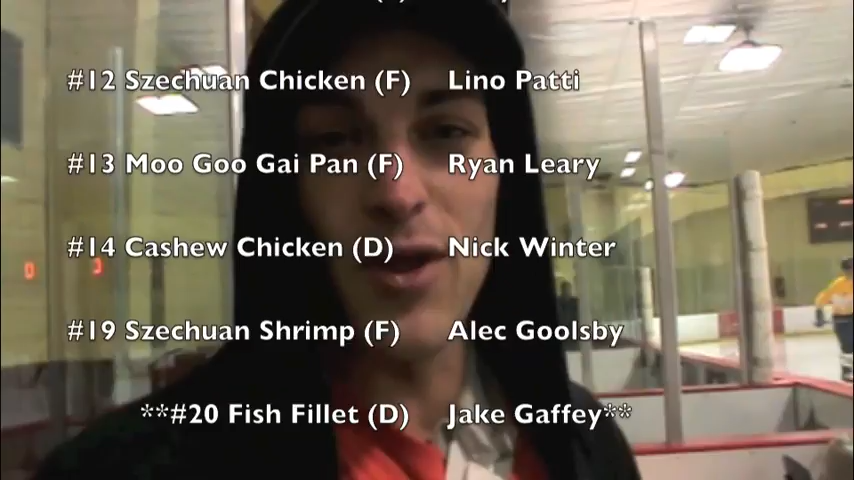 #12 Szechuan Chicken (F) Lino Patti
#13 Moo Goo Gai Pan (F) Ryan Leary
#14 Cashew Chicken (D) Nick Winter
#19 Szechuan Shrimp (F) Alec Goolsby
**#20 Fish Fillet (D) Jake Gaffey**